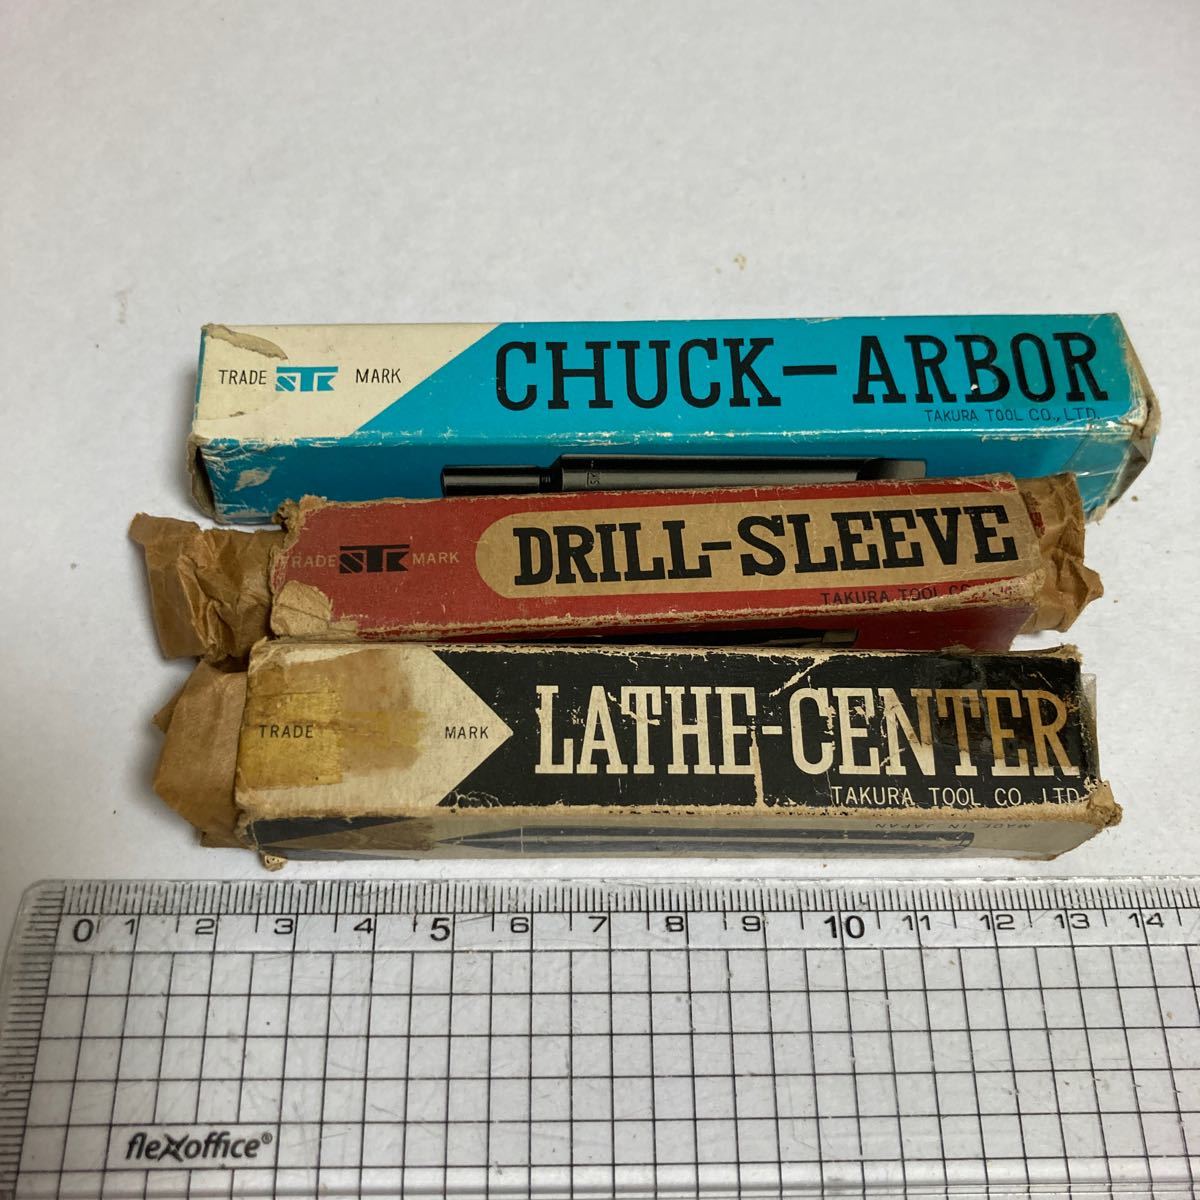 TRADE STK MARK
CHUCK-ARBOR
TAKURA TOOL CO., LTD.
TRADE STK MARK
DRILL-SLEEVE
TAKURA TOOL
TRADE MARK
LATHE-CENTER
TAKURA TOOL CO. LTD
MADE IN JAPAN
0 1 2 3 4 5 6 7 8 9 10 11 12 13 14
flexoffice®